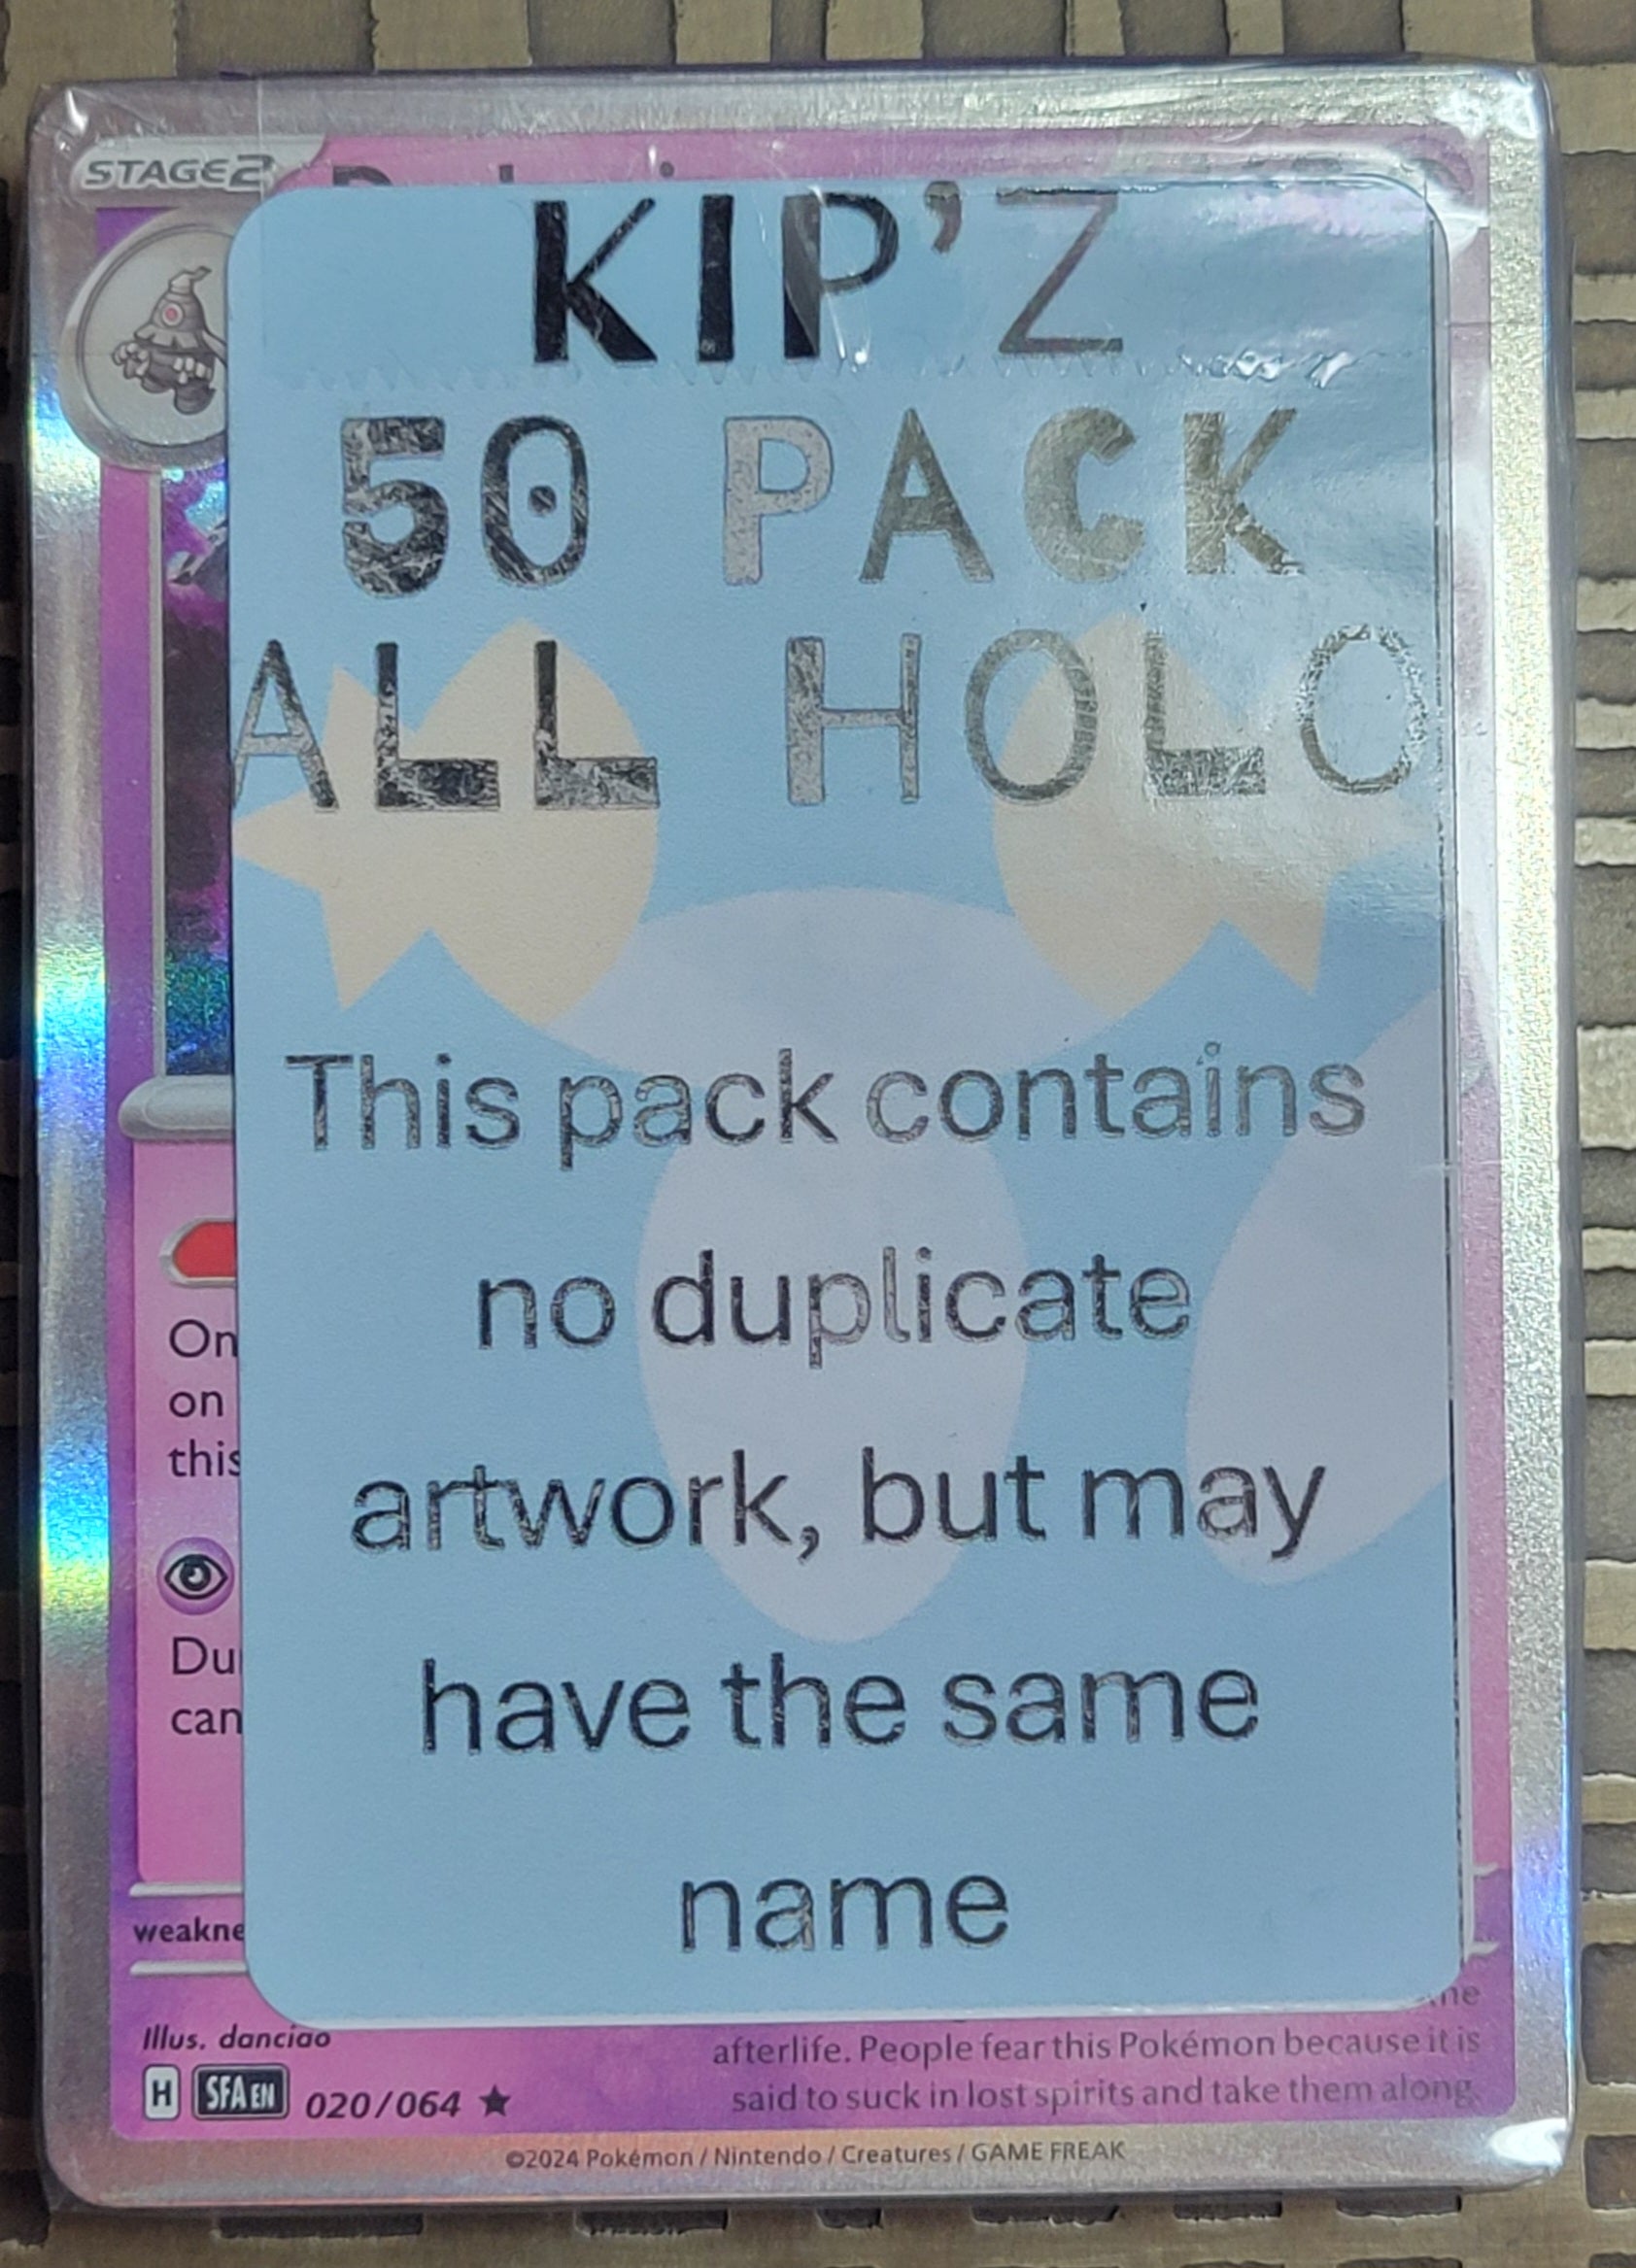 STAGE2
KIP'Z
50 PACK
ALL HOLO
This pack contains
no duplicate
artwork, but may
have the same
name
On
on
this
Du
can
weakne
Illus. danciao
afterlife. People fear this Pokémon because it is
said to suck in lost spirits and take them along.
H SFA EN 020/064
©2024 Pokémon / Nintendo / Creatures / GAME FREAK